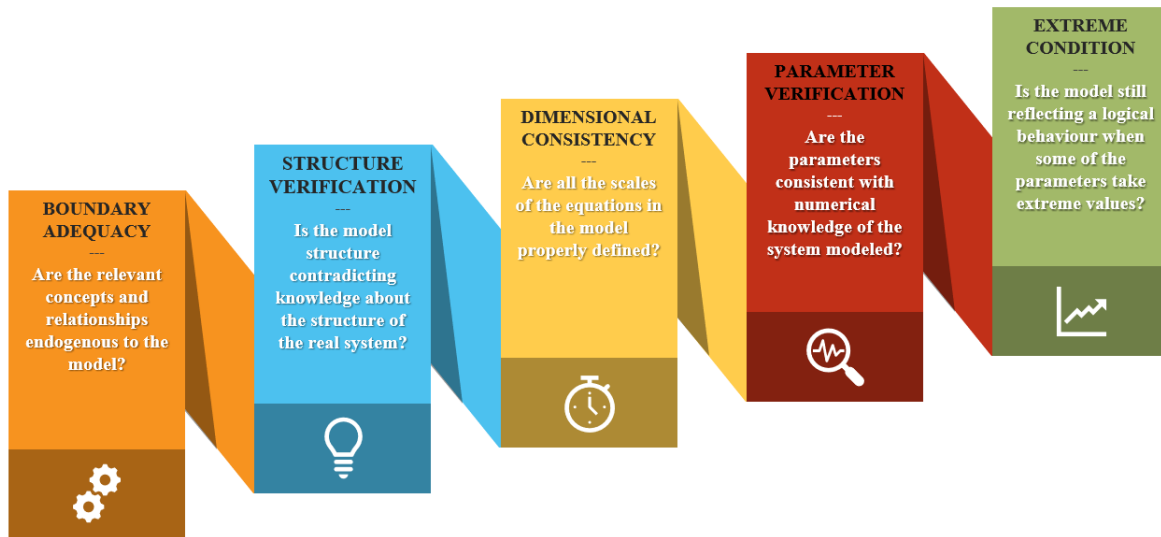 BOUNDARY
ADEQUACY
---
Are the relevant
concepts and
relationships
endogenous to the
model?
STRUCTURE
VERIFICATION
---
Is the model
structure
contradicting
knowledge about
the structure of
the real system?
DIMENSIONAL
CONSISTENCY
---
Are all the scales
of the equations in
the model
properly defined?
PARAMETER
VERIFICATION
---
Are the
parameters
consistent with
numerical
knowledge of the
system modeled?
EXTREME
CONDITION
---
Is the model still
reflecting a logical
behaviour when
some of the
parameters take
extreme values?